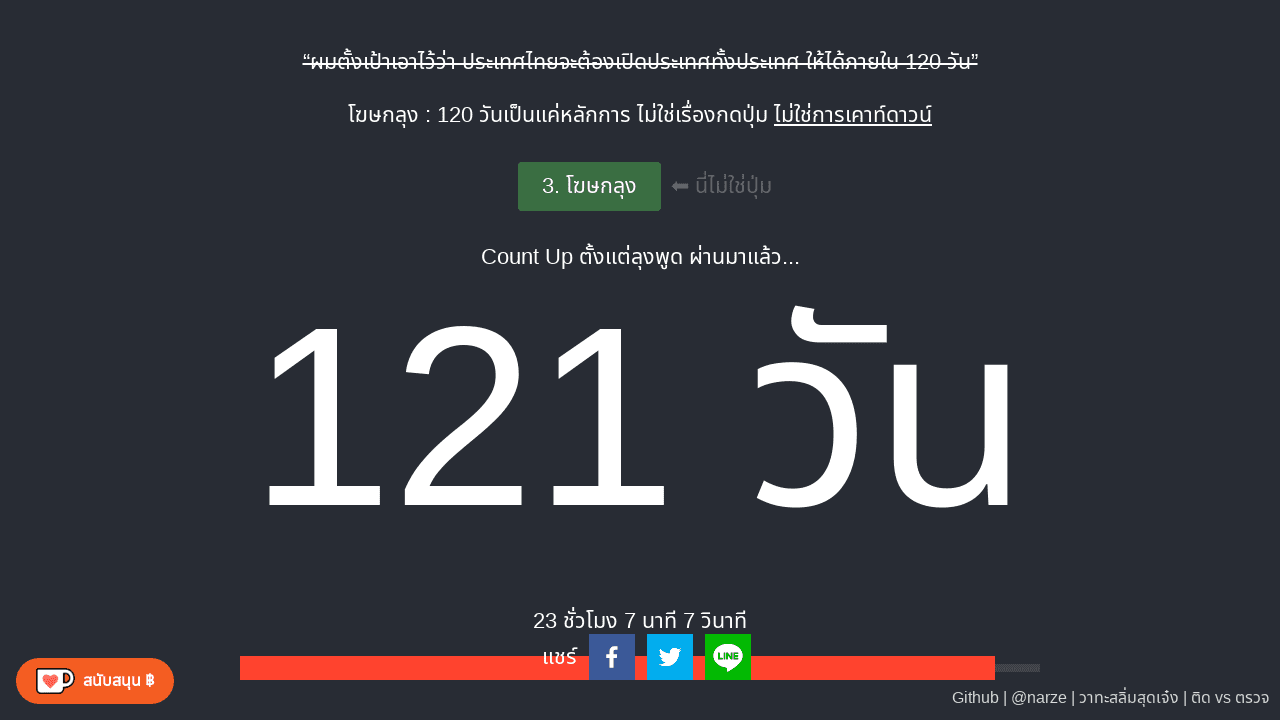 “ผมตั้งเป้าเอาไว้ว่า ประเทศไทยจะต้องเปิดประเทศทั้งประเทศ ให้ได้ภายใน 120 วัน”
โฆษกลุง : 120 วันเป็นแค่หลักการ ไม่ใช่เรื่องกดปุ่ม ไม่ใช่การเคาท์ดาวน์
3. โฆษกลุง ⬅ นี่ไม่ใช่ปุ่ม
Count Up ตั้งแต่ลุงพูด ผ่านมาแล้ว...
121 วัน
23 ชั่วโมง 7 นาที 7 วินาที
แชร์ LINE
สนับสนุน ฿
Github | @narze | วาทะสลิ่มสุดเจ๋ง | ติด vs ตรวจ